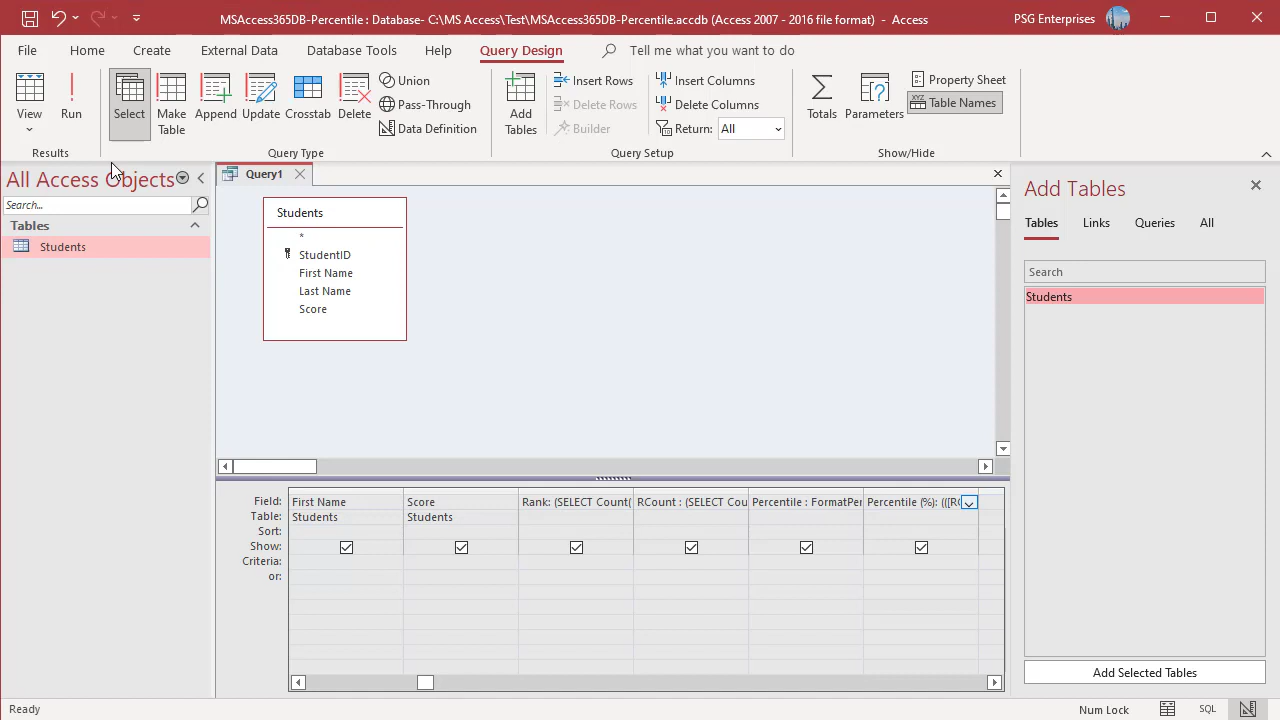 MSAccess365DB-Percentile : Database- C:\MS Access\Test\MSAccess365DB-Percentile.accdb (Access 2007 - 2016 file format) - Access
PSG Enterprises
File Home Create External Data Database Tools Help Query Design Tell me what you want to do
View
Run
Select
Make Table
Append
Update
Crosstab
Delete
Union
Pass-Through
Data Definition
Add Tables
Insert Rows
Delete Rows
Builder
Insert Columns
Delete Columns
Return: All
Totals
Parameters
Property Sheet
Table Names
Results Query Type Query Setup Show/Hide
All Access Objects
Search...
Tables
Students
Query1
Students
*
StudentID
First Name
Last Name
Score
Field: First Name Score Rank: (SELECT Count( RCount : (SELECT Cou Percentile : FormatPer Percentile (%): (([RC
Table: Students Students
Sort:
Show:
Criteria:
or:
Add Tables
Tables Links Queries All
Search
Students
Add Selected Tables
Ready
Num Lock
SQL